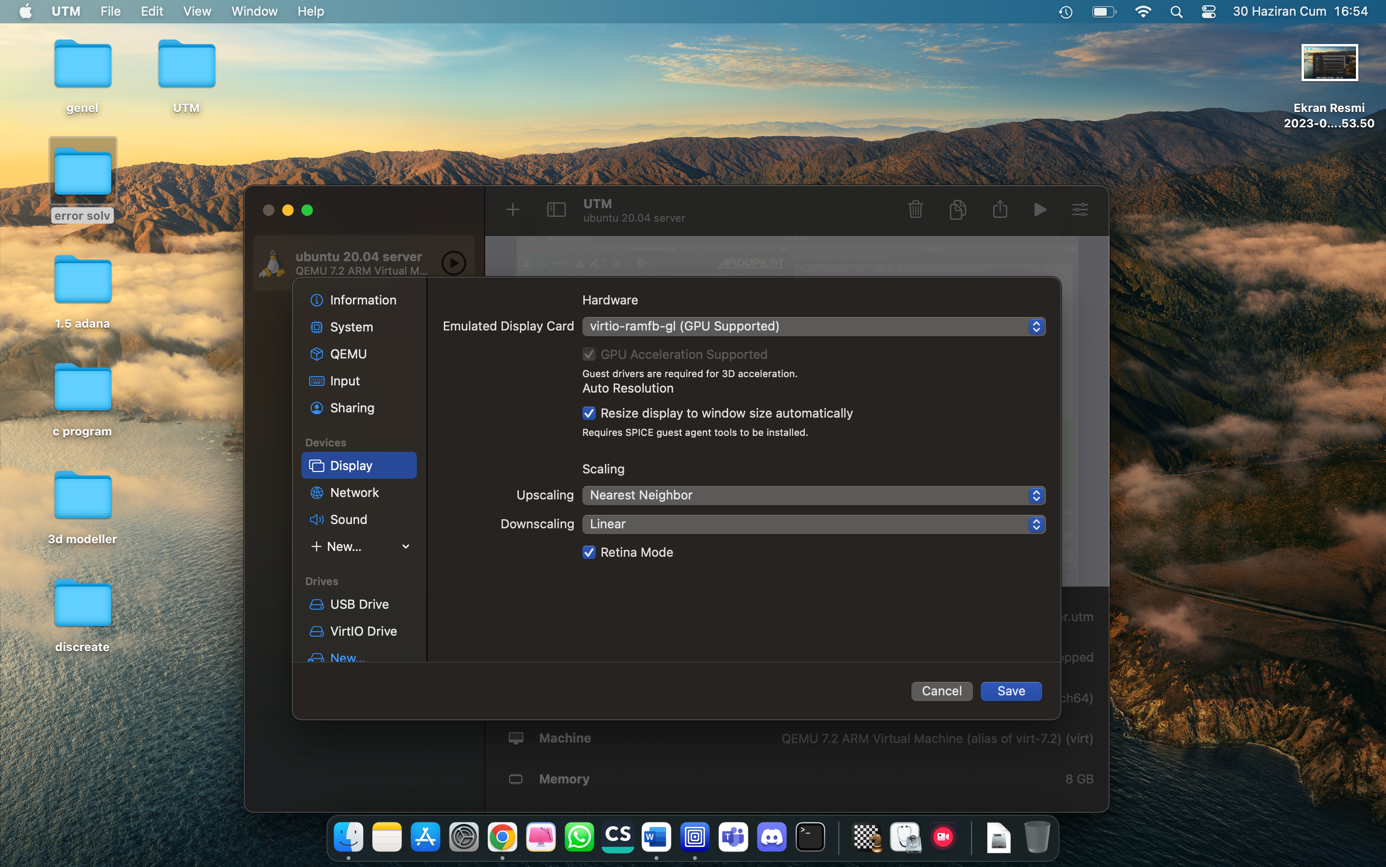 UTM File Edit View Window Help
30 Haziran Cum 16:54
genel
UTM
Ekran Resmi
2023-0....53.50
error solv
1.5 adana
c program
3d modeller
discreate
UTM
ubuntu 20.04 server
ubuntu 20.04 server
QEMU 7.2 ARM Virtual M...
ARDUPILOT
Information
System
QEMU
Input
Sharing
Devices
Display
Network
Sound
New...
Drives
USB Drive
VirtIO Drive
New...
Hardware
Emulated Display Card virtio-ramfb-gl (GPU Supported)
GPU Acceleration Supported
Guest drivers are required for 3D acceleration.
Auto Resolution
Resize display to window size automatically
Requires SPICE guest agent tools to be installed.
Scaling
Upscaling Nearest Neighbor
Downscaling Linear
Retina Mode
Cancel Save
r.utm
pped
ch64)
Machine QEMU 7.2 ARM Virtual Machine (alias of virt-7.2) (virt)
Memory 8 GB
CS